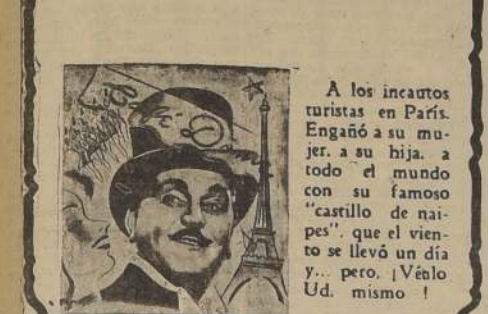 A los incautos
turistas en París.
Engañó a su mu-
jer. a su hija. a
todo el mundo
con su famoso
"castillo de nai-
pes". que el vien-
to se llevó un día
y... pero, ¡Véalo
Ud. mismo !